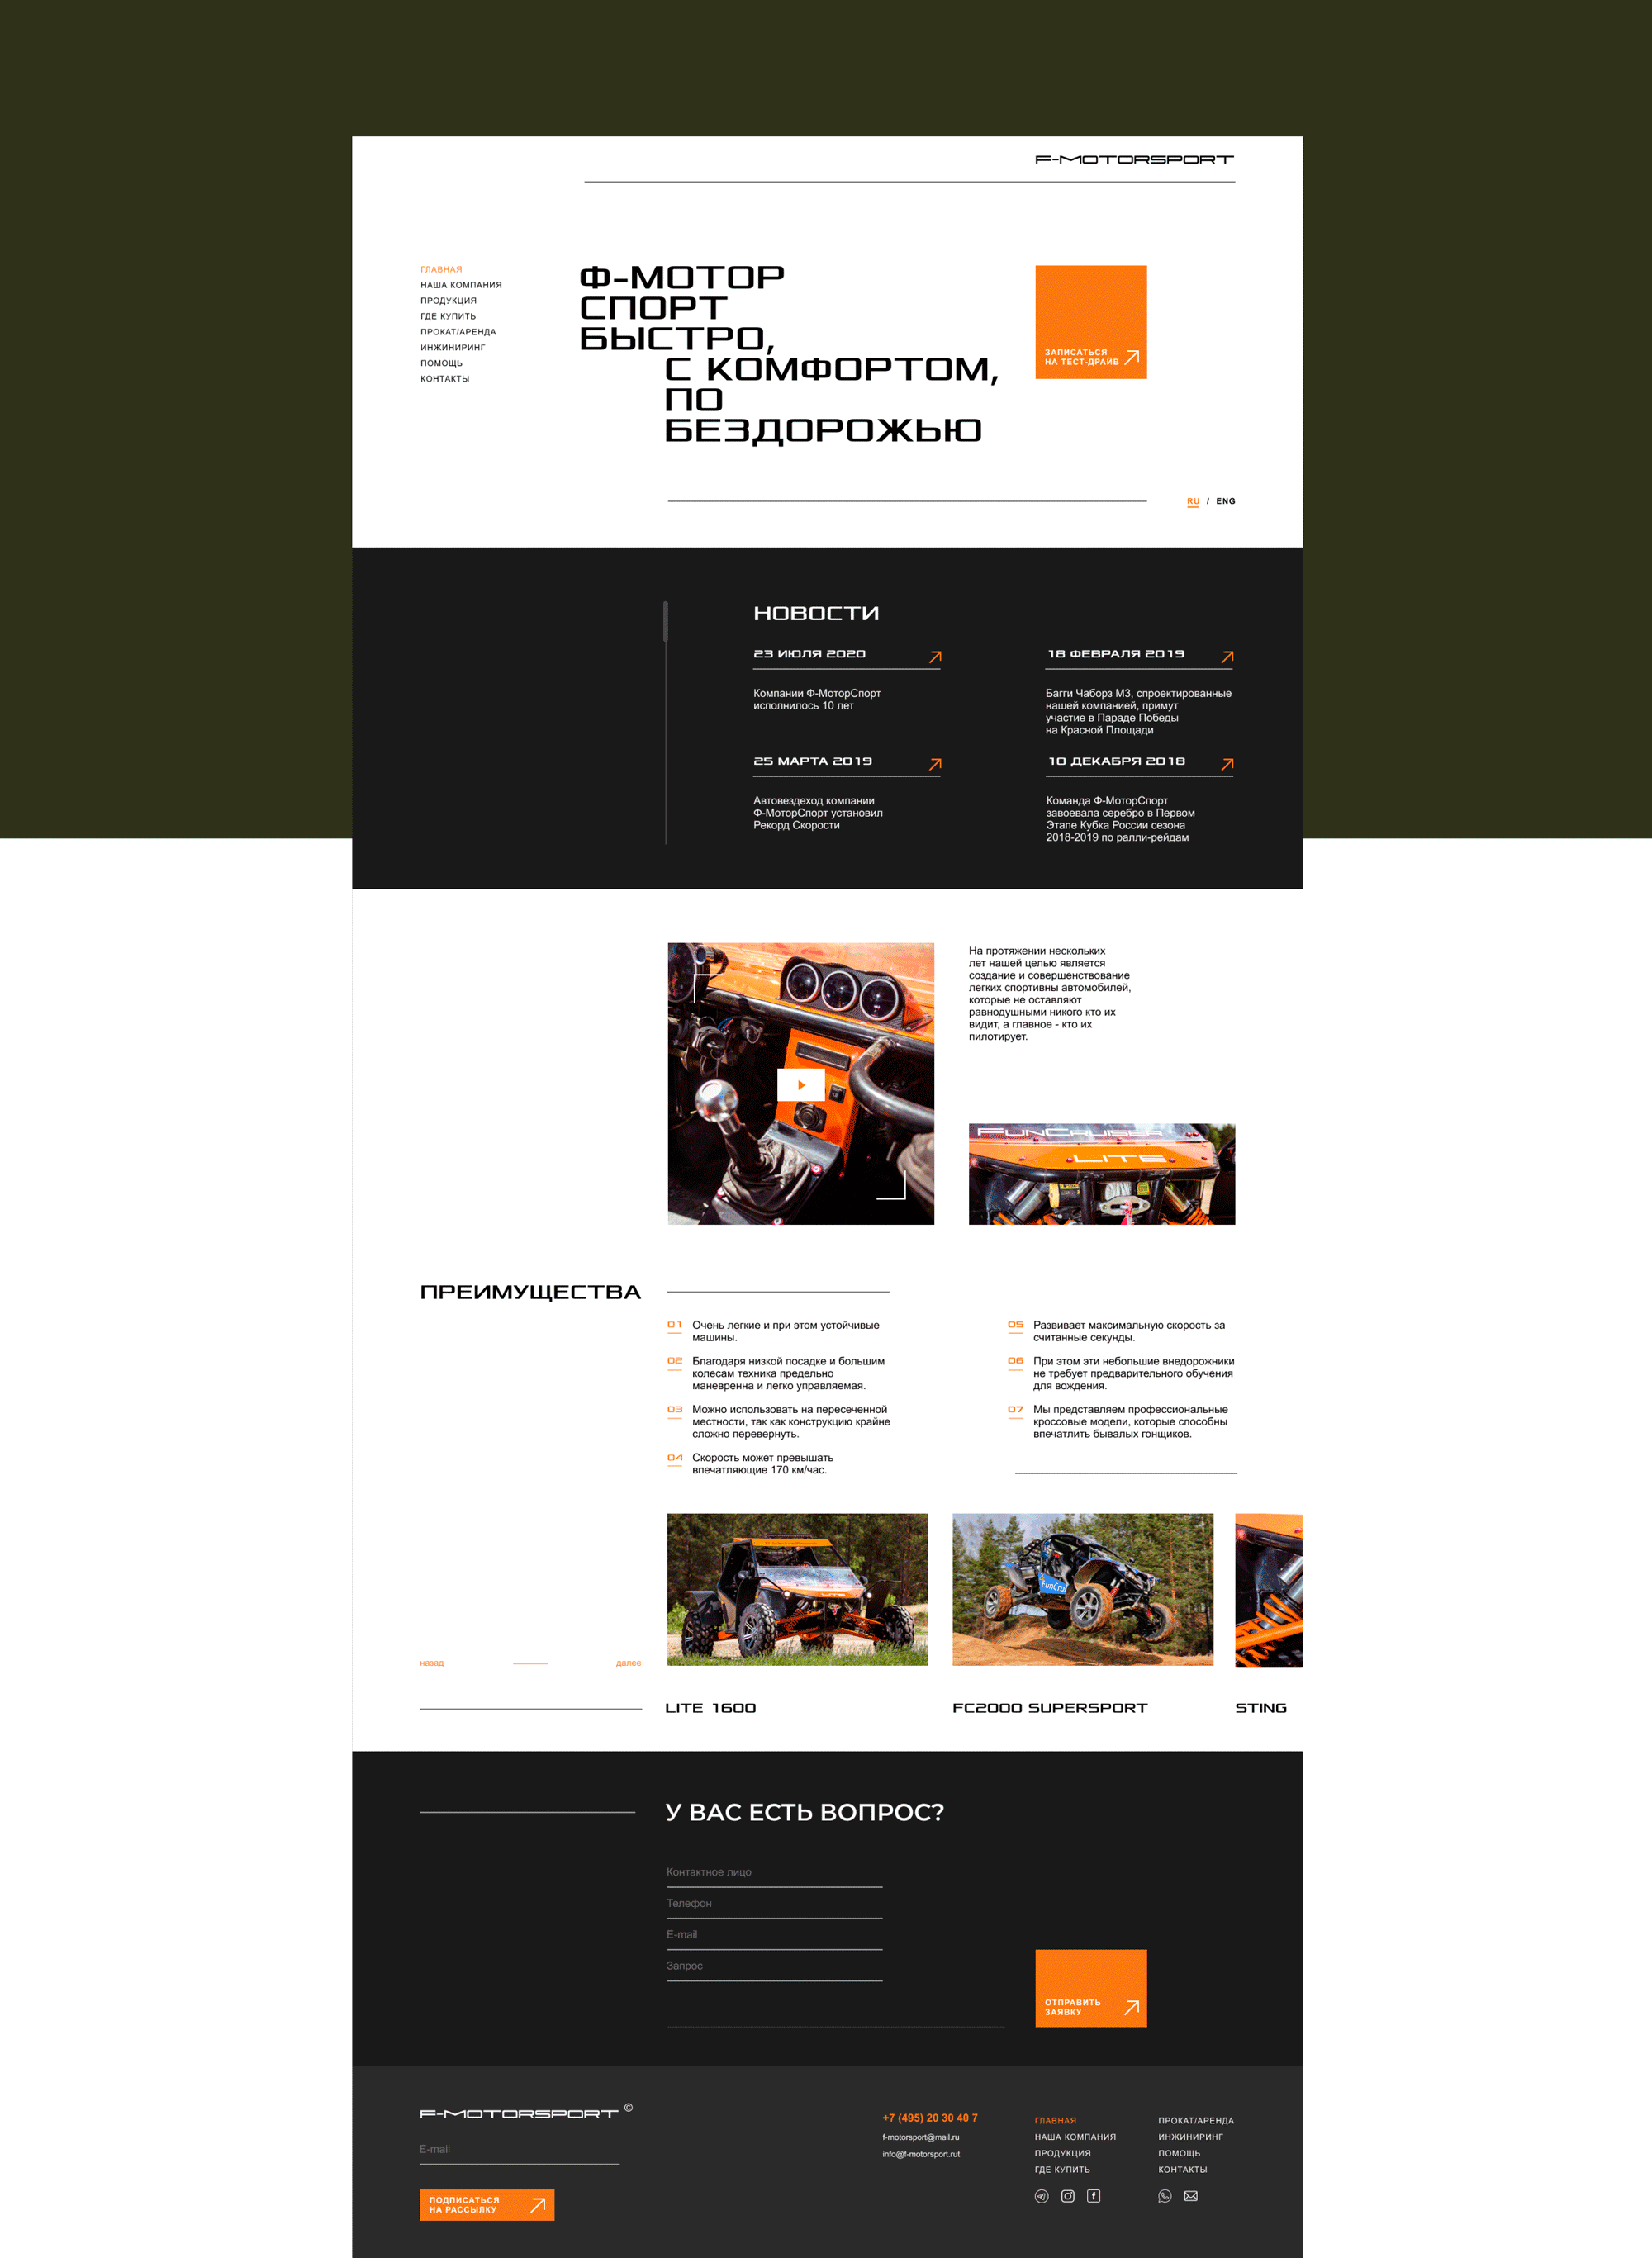 F-MOTORSPORT
ГЛАВНАЯ
НАША КОМПАНИЯ
ПРОДУКЦИЯ
ГДЕ КУПИТЬ
ПРОКАТ/АРЕНДА
ИНЖИНИРИНГ
ПОМОЩЬ
КОНТАКТЫ
Ф-МОТОР
СПОРТ
БЫСТРО,
С КОМФОРТОМ,
ПО
БЕЗДОРОЖЬЮ
ЗАПИСАТЬСЯ
НА ТЕСТ-ДРАЙВ
RU / ENG
НОВОСТИ
23 ИЮЛЯ 2020
Компании Ф-МоторСпорт
исполнилось 10 лет
18 ФЕВРАЛЯ 2019
Багги Чаборз М3, спроектированные
нашей компанией, примут
участие в Параде Победы
на Красной Площади
25 МАРТА 2019
Автовездеход компании
Ф-МоторСпорт установил
Рекорд Скорости
10 ДЕКАБРЯ 2018
Команда Ф-МоторСпорт
завоевала серебро в Первом
Этапе Кубка России сезона
2018-2019 по ралли-рейдам
На протяжении нескольких
лет нашей целью является
создание и совершенствование
легких спортивны автомобилей,
которые не оставляют
равнодушными никого кто их
видит, а главное - кто их
пилотирует.
FUNCRUISER
LITE
ПРЕИМУЩЕСТВА
01 Очень легкие и при этом устойчивые
машины.
02 Благодаря низкой посадке и большим
колесам техника предельно
маневренна и легко управляемая.
03 Можно использовать на пересеченной
местности, так как конструкцию крайне
сложно перевернуть.
04 Скорость может превышать
впечатляющие 170 км/час.
05 Развивает максимальную скорость за
считанные секунды.
06 При этом эти небольшие внедорожники
не требует предварительного обучения
для вождения.
07 Мы представляем профессиональные
кроссовые модели, которые способны
впечатлить бывалых гонщиков.
FunCru
назад
далее
LITE 1600
FC2000 SUPERSPORT
STING
У ВАС ЕСТЬ ВОПРОС?
Контактное лицо
Телефон
E-mail
Запрос
ОТПРАВИТЬ
ЗАЯВКУ
F-MOTORSPORT ©
E-mail
ПОДПИСАТЬСЯ
НА РАССЫЛКУ
+7 (495) 20 30 40 7
f-motorsport@mail.ru
info@f-motorsport.rut
ГЛАВНАЯ
НАША КОМПАНИЯ
ПРОДУКЦИЯ
ГДЕ КУПИТЬ
ПРОКАТ/АРЕНДА
ИНЖИНИРИНГ
ПОМОЩЬ
КОНТАКТЫ